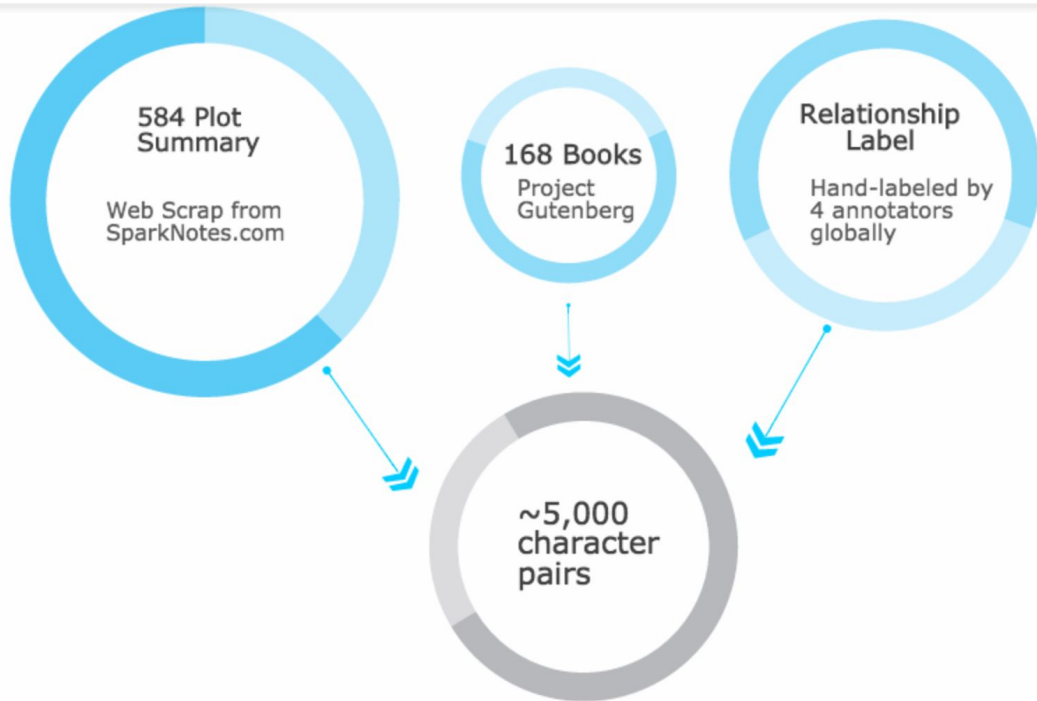 584 Plot
Summary
Web Scrap from
SparkNotes.com
168 Books
Project
Gutenberg
Relationship
Label
Hand-labeled by
4 annotators
globally
~5,000
character
pairs